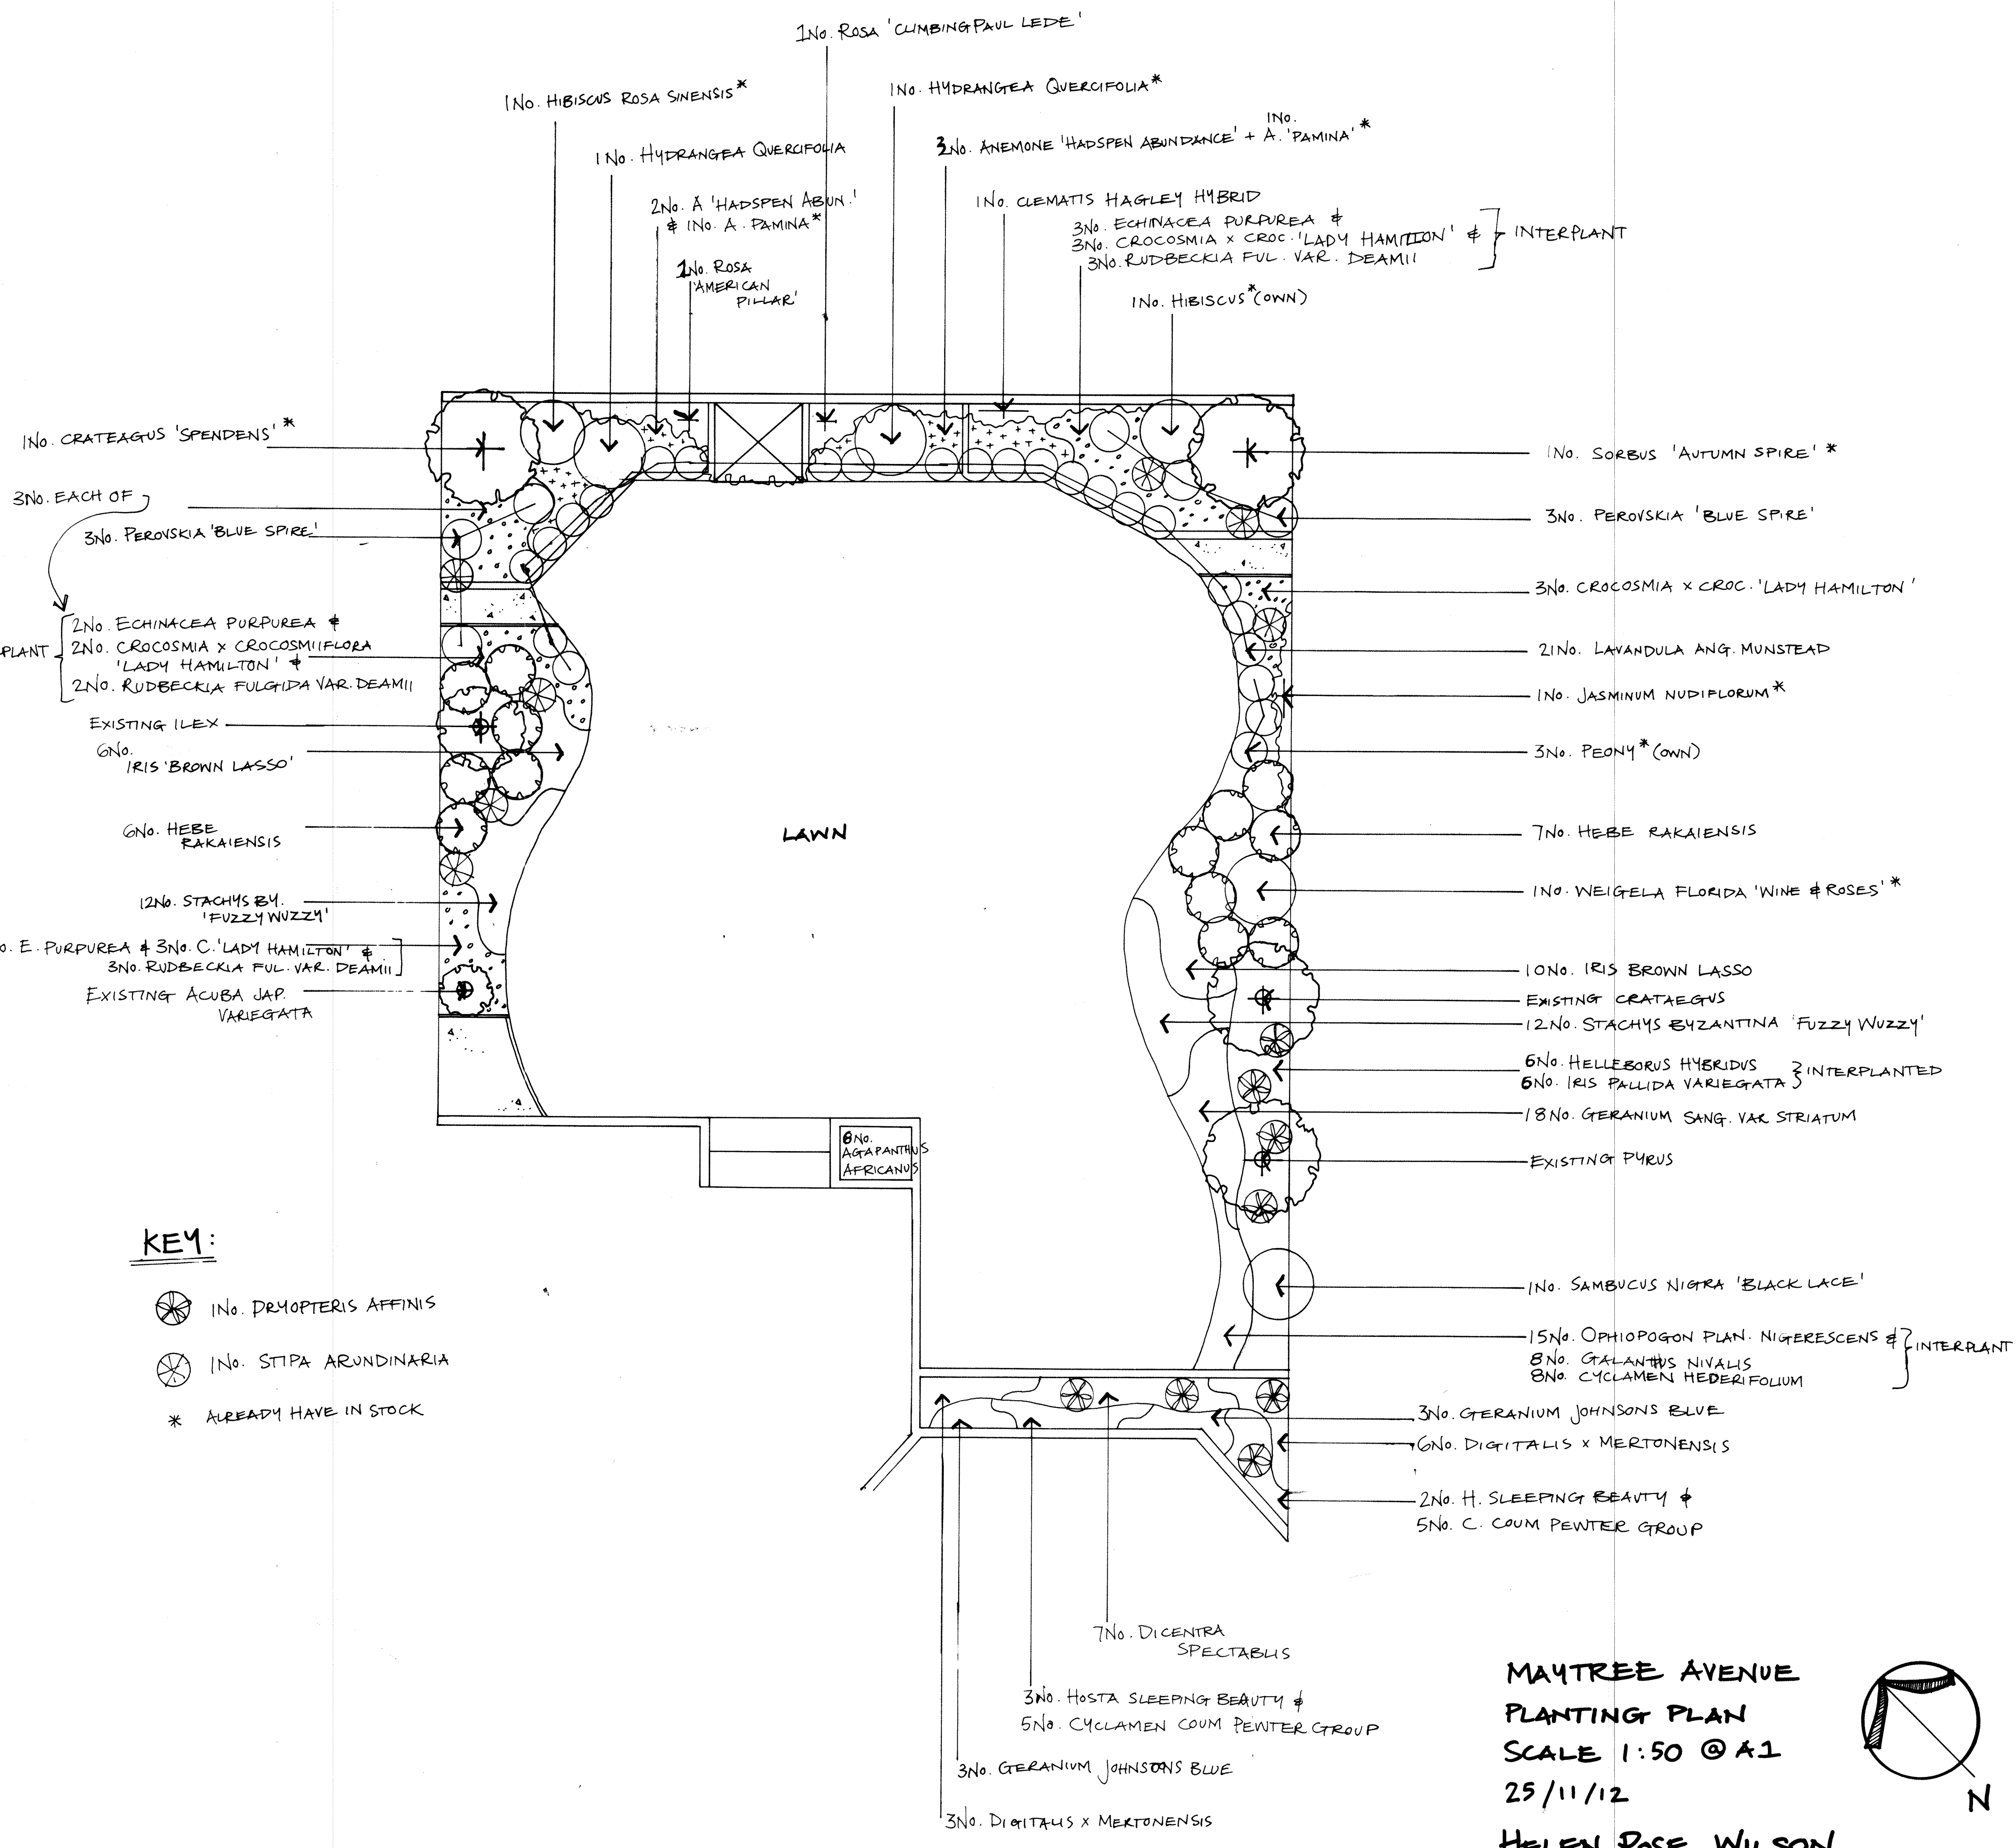 1No. ROSA 'CLIMBING PAUL LEDE'
1No. HIBISCUS ROSA SINENSIS*
1No. HYDRANGEA QUERCIFOLIA*
1No. HYDRANGEA QUERCIFOLIA
3No. ANEMONE 'HADSPEN ABUNDANCE' + 1No. A. 'PAMINA'*
2No. A 'HADSPEN ABUN.'
& 1No. A. PAMINA*
1No. CLEMATIS HAGLEY HYBRID
3No. ECHINACEA PURPUREA &
3No. CROCOSMIA x CROC. 'LADY HAMILTON' &
3No. RUDBECKIA FUL. VAR. DEAMII
INTERPLANT
1No. ROSA
'AMERICAN
PILLAR'
1No. HIBISCUS* (OWN)
1No. CRATEAGUS 'SPENDENS'*
3No. EACH OF
3No. PEROVSKIA 'BLUE SPIRE'
2No. ECHINACEA PURPUREA &
2No. CROCOSMIA x CROCOSMIIFLORA
'LADY HAMILTON' &
2No. RUDBECKIA FULGIDA VAR. DEAMII
PLANT
EXISTING ILEX
6No.
IRIS 'BROWN LASSO'
6No. HEBE
RAKAIENSIS
12No. STACHYS BY.
'FUZZY WUZZY'
o. E. PURPUREA & 3No. C. 'LADY HAMILTON' &
3No. RUDBECKIA FUL. VAR. DEAMII
EXISTING ACUBA JAP.
VARIEGATA
LAWN
8No.
AGAPANTHUS
AFRICANUS
1No. SORBUS 'AUTUMN SPIRE' *
3No. PEROVSKIA 'BLUE SPIRE'
3No. CROCOSMIA x CROC. 'LADY HAMILTON'
21No. LAVANDULA ANG. MUNSTEAD
1No. JASMINUM NUDIFLORUM*
3No. PEONY* (OWN)
7No. HEBE RAKAIENSIS
1No. WEIGELA FLORIDA 'WINE & ROSES'*
10No. IRIS BROWN LASSO
EXISTING CRATAEGUS
12No. STACHYS BYZANTINA 'FUZZY WUZZY'
6No. HELLEBORUS HYBRIDUS
6No. IRIS PALLIDA VARIEGATA
INTERPLANTED
18No. GERANIUM SANG. VAR STRIATUM
EXISTING PYRUS
1No. SAMBUCUS NIGRA 'BLACK LACE'
15No. OPHIOPOGON PLAN. NIGERESCENS &
8No. GALANTHUS NIVALIS
8No. CYCLAMEN HEDERIFOLIUM
INTERPLANT
3No. GERANIUM JOHNSONS BLUE
6No. DIGITALIS x MERTONENSIS
2No. H. SLEEPING BEAUTY &
5No. C. COUM PEWTER GROUP
KEY:
1No. DRYOPTERIS AFFINIS
1No. STIPA ARUNDINARIA
* ALREADY HAVE IN STOCK
7No. DICENTRA
SPECTABLIS
3No. HOSTA SLEEPING BEAUTY &
5No. CYCLAMEN COUM PEWTER GROUP
3No. GERANIUM JOHNSONS BLUE
3No. DIGITALIS x MERTONENSIS
MAYTREE AVENUE
PLANTING PLAN
SCALE 1:50 @ A1
25/11/12
HELEN ROSE WILSON
N